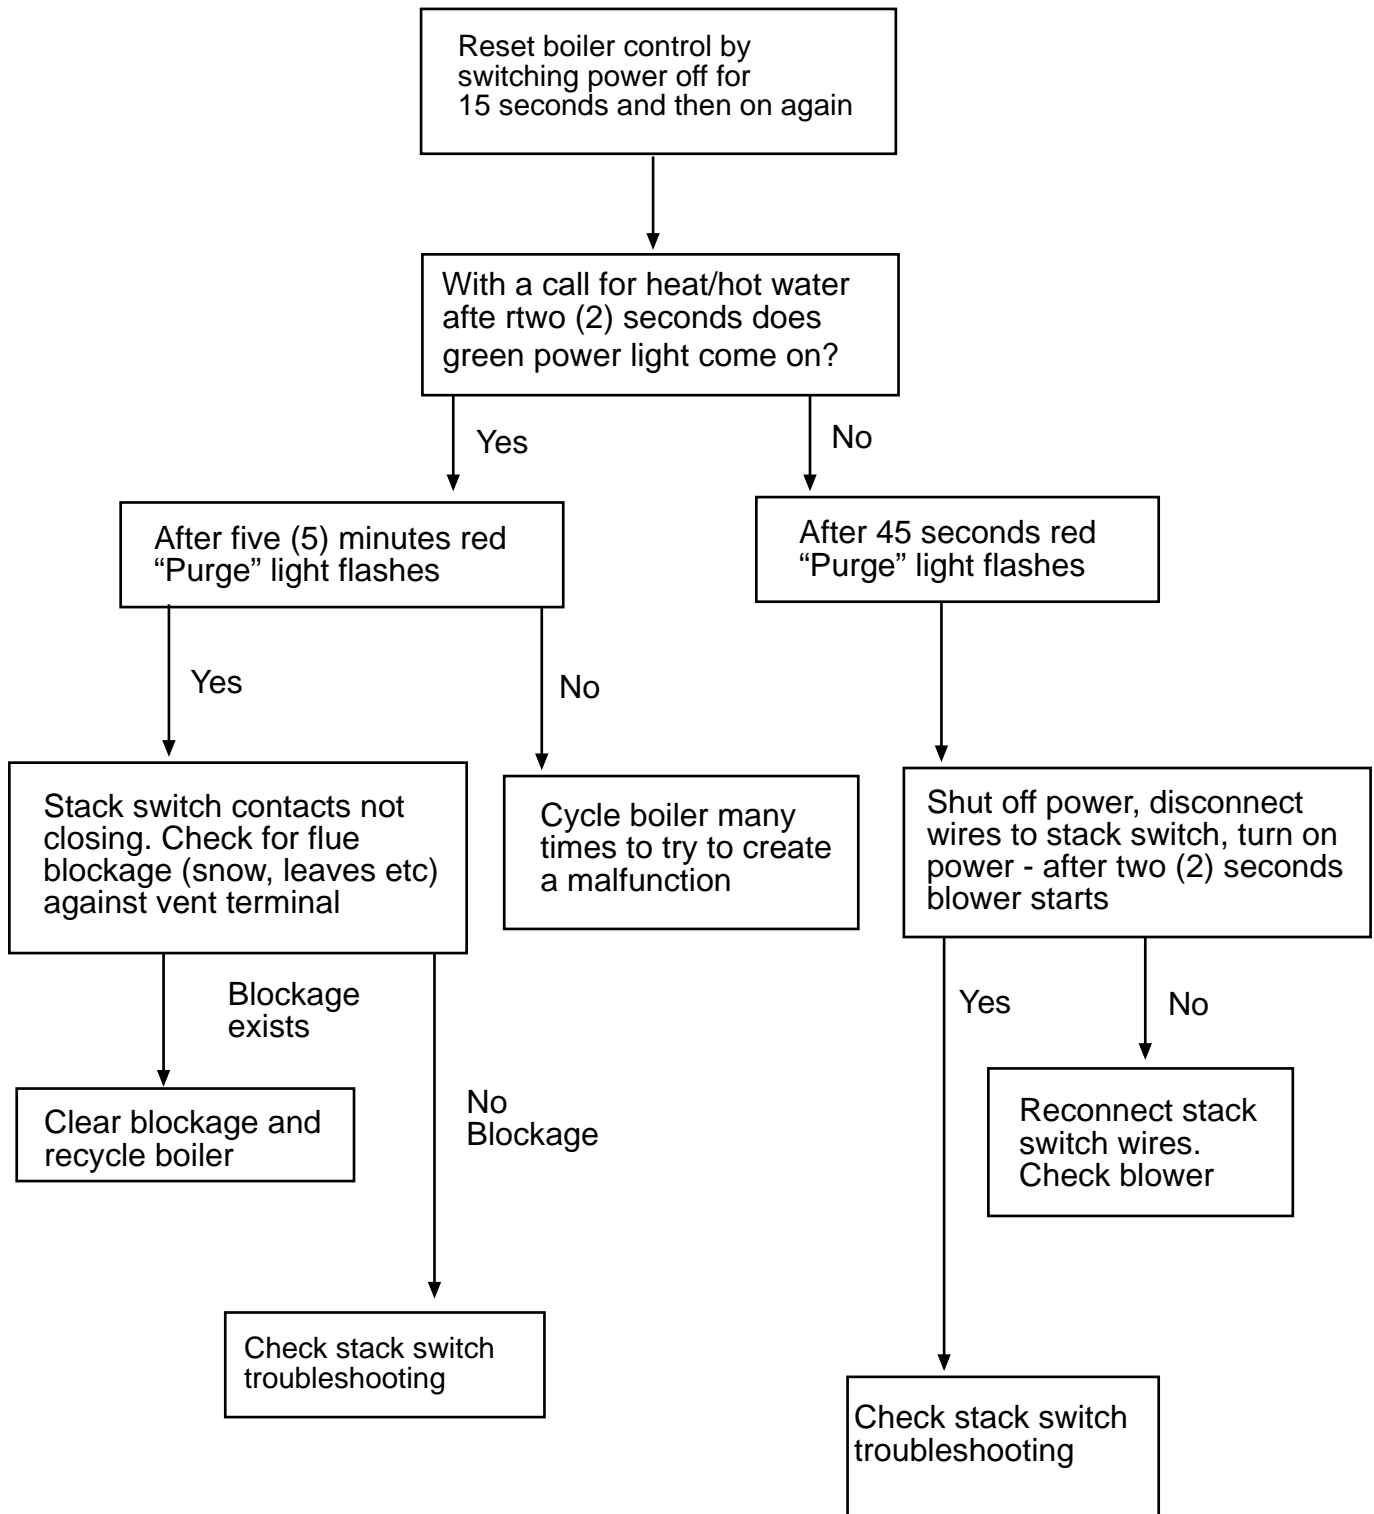 Reset boiler control by
switching power off for
15 seconds and then on again
With a call for heat/hot water
afte rtwo (2) seconds does
green power light come on?
Yes
No
After five (5) minutes red
“Purge” light flashes
After 45 seconds red
“Purge” light flashes
Yes
No
Stack switch contacts not
closing. Check for flue
blockage (snow, leaves etc)
against vent terminal
Cycle boiler many
times to try to create
a malfunction
Shut off power, disconnect
wires to stack switch, turn on
power - after two (2) seconds
blower starts
Blockage
exists
No
Blockage
Yes
No
Clear blockage and
recycle boiler
Reconnect stack
switch wires.
Check blower
Check stack switch
troubleshooting
Check stack switch
troubleshooting